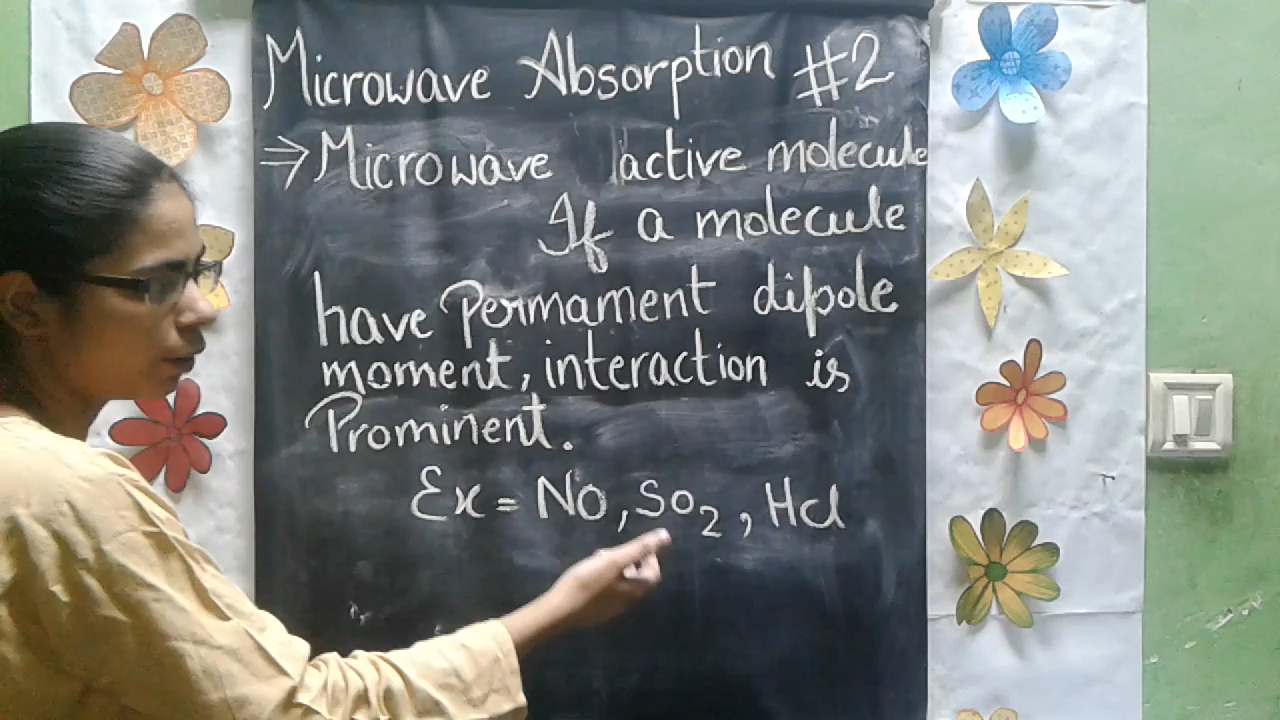 Microwave Absorption #2
⇒ Microwave active molecule
If a molecule
have Permament dipole
moment, interaction is
Prominent.
Ex = No, So₂, Hcl